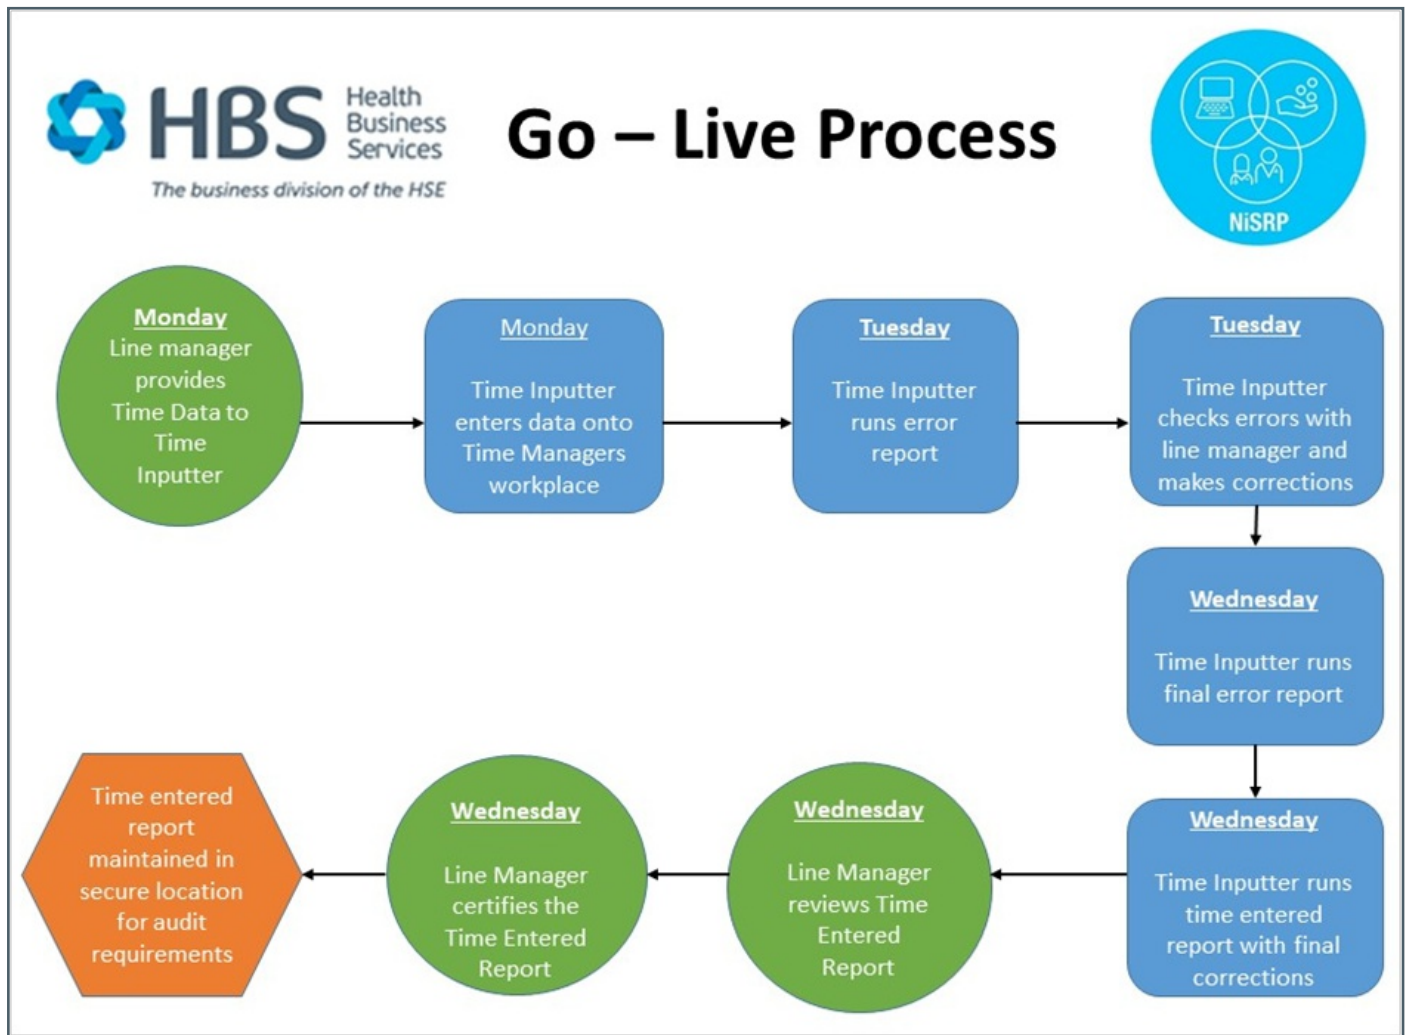 HBS
Health
Business
Services
The business division of the HSE
Go – Live Process
NiSRP
Monday
Line manager
provides
Time Data to
Time
Inputter
Monday
Time Inputter
enters data onto
Time Managers
workplace
Tuesday
Time Inputter
runs error
report
Tuesday
Time Inputter
checks errors with
line manager and
makes corrections
Wednesday
Time Inputter runs
final error report
Wednesday
Time Inputter runs
time entered
report with final
corrections
Wednesday
Line Manager
reviews Time
Entered
Report
Wednesday
Line Manager
certifies the
Time Entered
Report
Time entered
report
maintained in
secure location
for audit
requirements